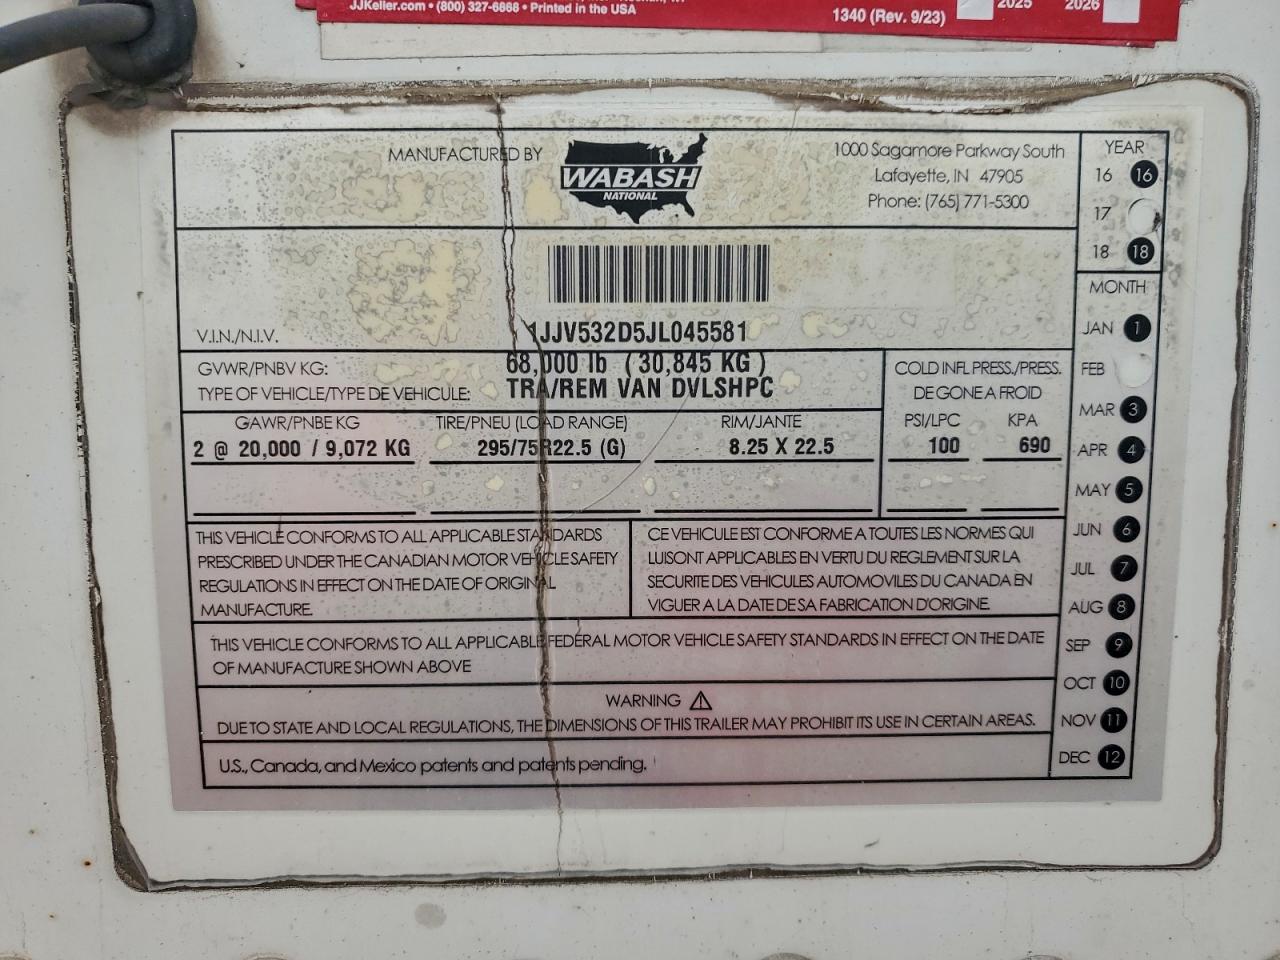 JJKeller.com • (800) 327-6868 • Printed in the USA
1340 (Rev. 9/23)
2025
2026
MANUFACTURED BY
WABASH
NATIONAL
1000 Sagamore Parkway South
Lafayette, IN 47905
Phone: (765) 771-5300
V.I.N./N.I.V. 1JJV532D5JL045581
GVWR/PNBV KG: 68,000 lb ( 30,845 KG )
TYPE OF VEHICLE/TYPE DE VEHICULE: TRA/REM VAN DVLSHPC
COLD INFL PRESS./PRESS.
DE GONE A FROID
GAWR/PNBE KG TIRE/PNEU (LOAD RANGE) RIM/JANTE PSI/LPC KPA
2 @ 20,000 / 9,072 KG 295/75R22.5 (G) 8.25 X 22.5 100 690
THIS VEHICLE CONFORMS TO ALL APPLICABLE STANDARDS
PRESCRIBED UNDER THE CANADIAN MOTOR VEHICLE SAFETY
REGULATIONS IN EFFECT ON THE DATE OF ORIGINAL
MANUFACTURE.
CE VEHICULE EST CONFORME A TOUTES LES NORMES QUI
LUI SONT APPLICABLES EN VERTU DU REGLEMENT SUR LA
SECURITE DES VEHICULES AUTOMOVILES DU CANADA EN
VIGUER A LA DATE DE SA FABRICATION D'ORIGINE.
THIS VEHICLE CONFORMS TO ALL APPLICABLE FEDERAL MOTOR VEHICLE SAFETY STANDARDS IN EFFECT ON THE DATE
OF MANUFACTURE SHOWN ABOVE
WARNING
DUE TO STATE AND LOCAL REGULATIONS, THE DIMENSIONS OF THIS TRAILER MAY PROHIBIT ITS USE IN CERTAIN AREAS.
U.S., Canada, and Mexico patents and patents pending.
YEAR
16 16
17
18 18
MONTH
JAN 1
FEB
MAR 3
APR 4
MAY 5
JUN 6
JUL 7
AUG 8
SEP 9
OCT 10
NOV 11
DEC 12